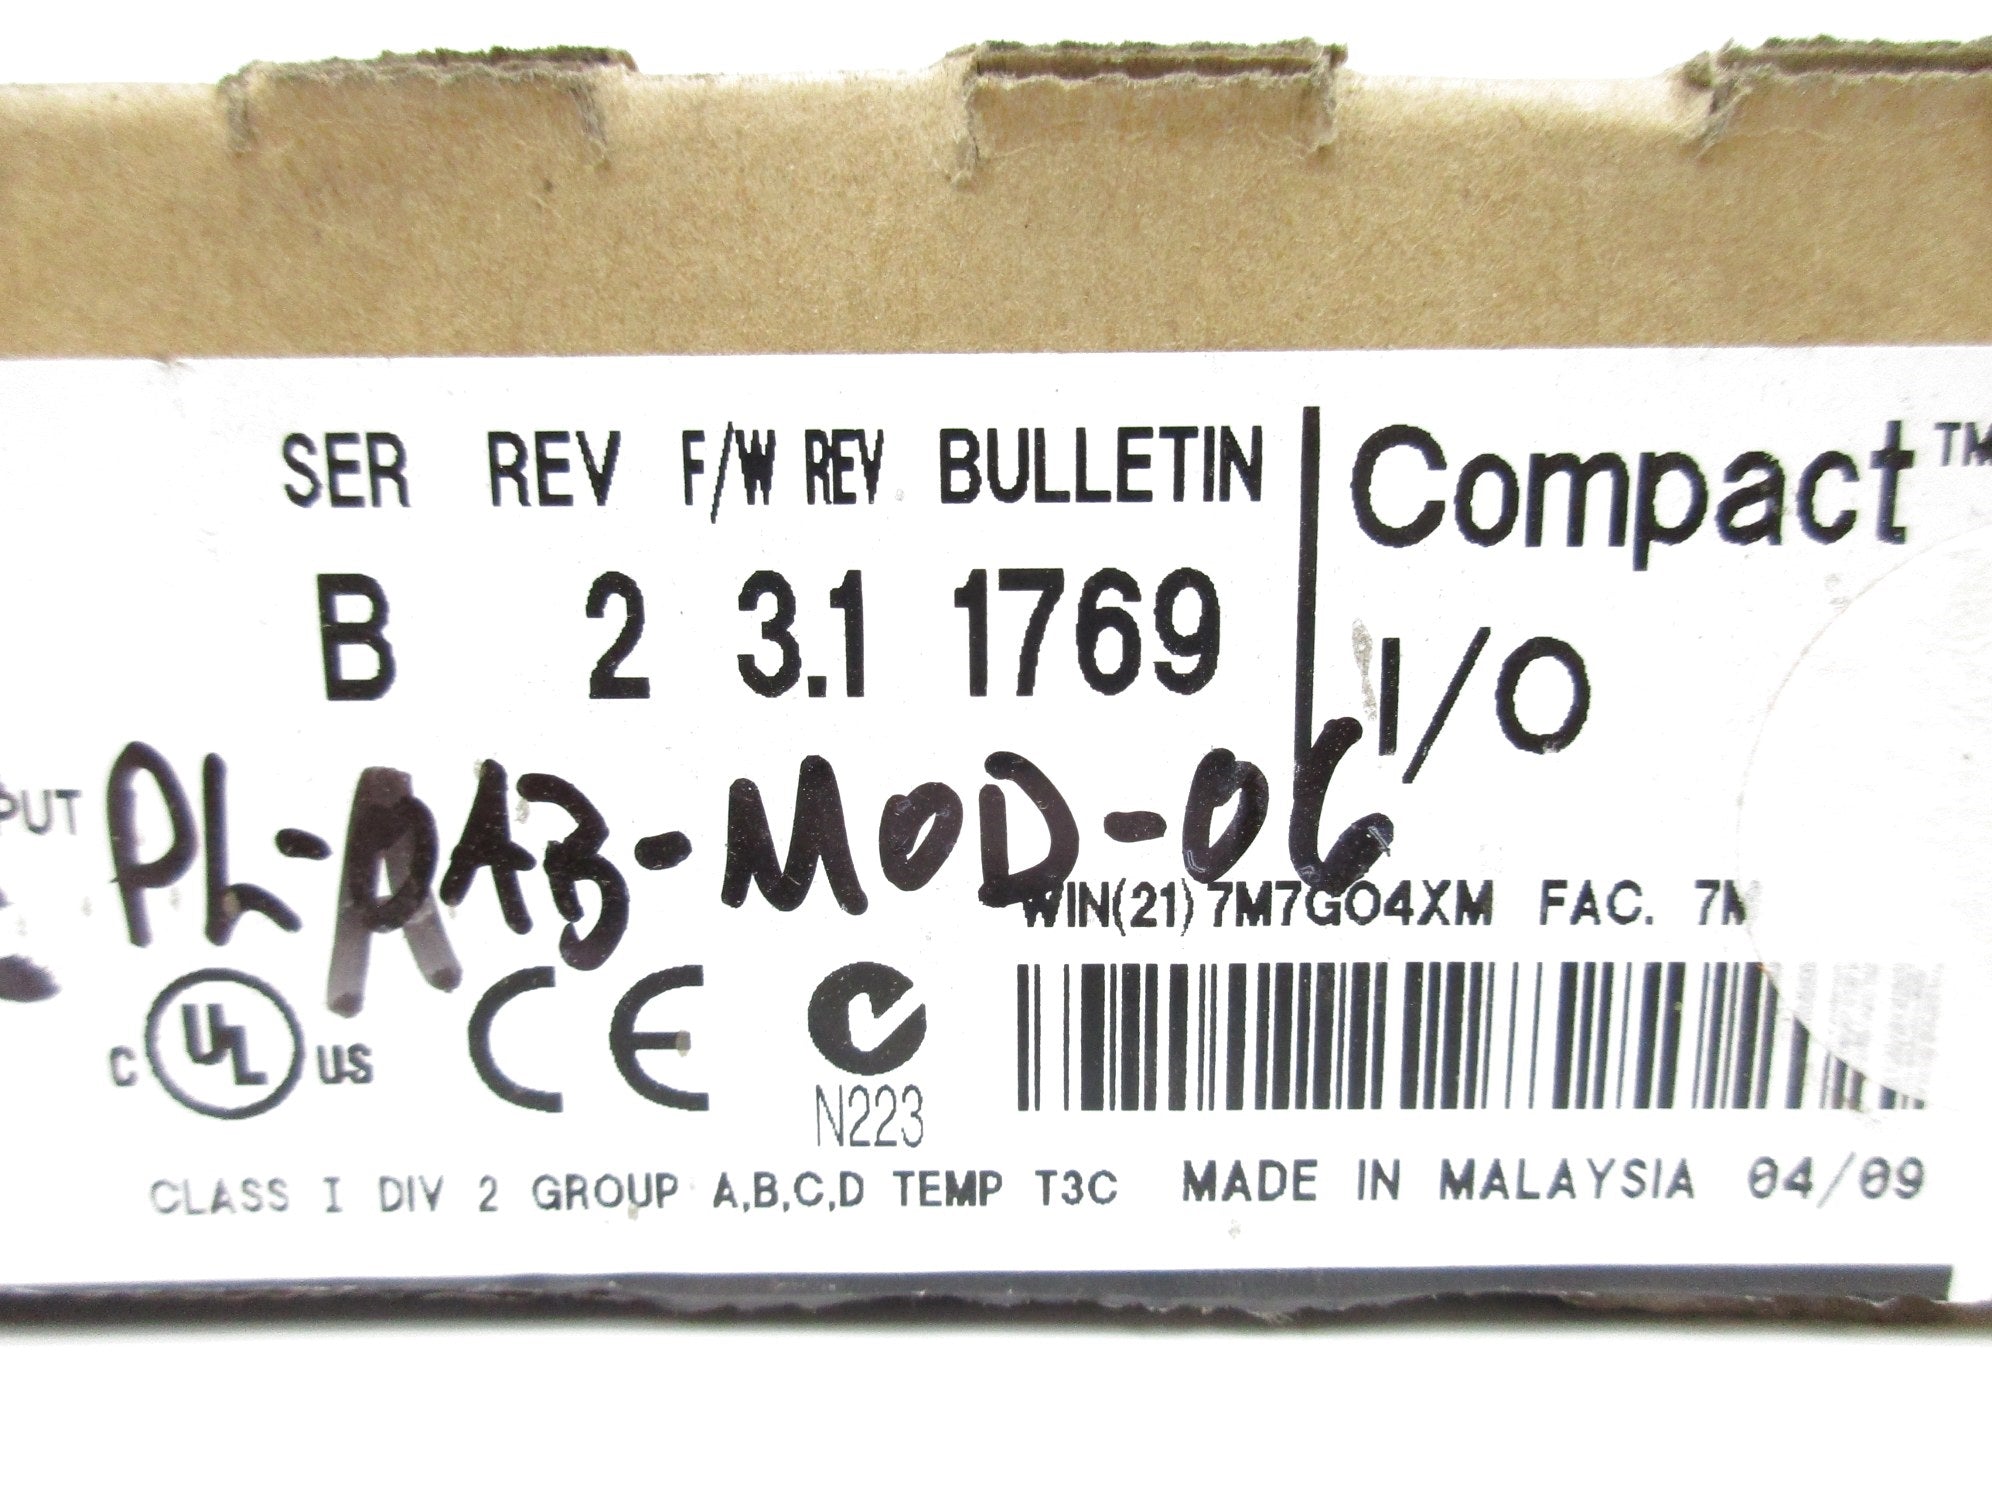 SER REV F/W REV BULLETIN
B 2 3.1 1769
Compact™
I/O
PUT
PL-PAB-MOD-06
WIN(21)7M7GO4XM FAC. 7M
C UL US CE N223
CLASS I DIV 2 GROUP A,B,C,D TEMP T3C MADE IN MALAYSIA 04/09